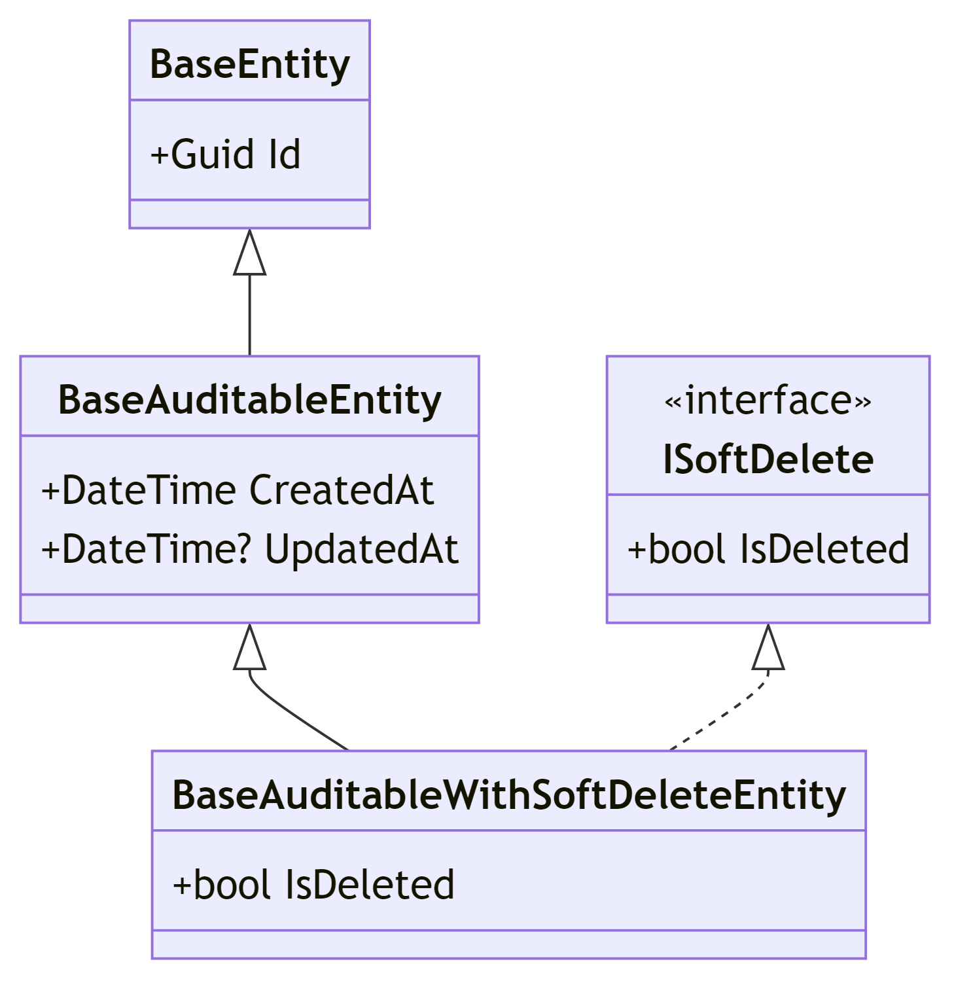 BaseEntity
+Guid Id
BaseAuditableEntity
+DateTime CreatedAt
+DateTime? UpdatedAt
«interface»
ISoftDelete
+bool IsDeleted
BaseAuditableWithSoftDeleteEntity
+bool IsDeleted